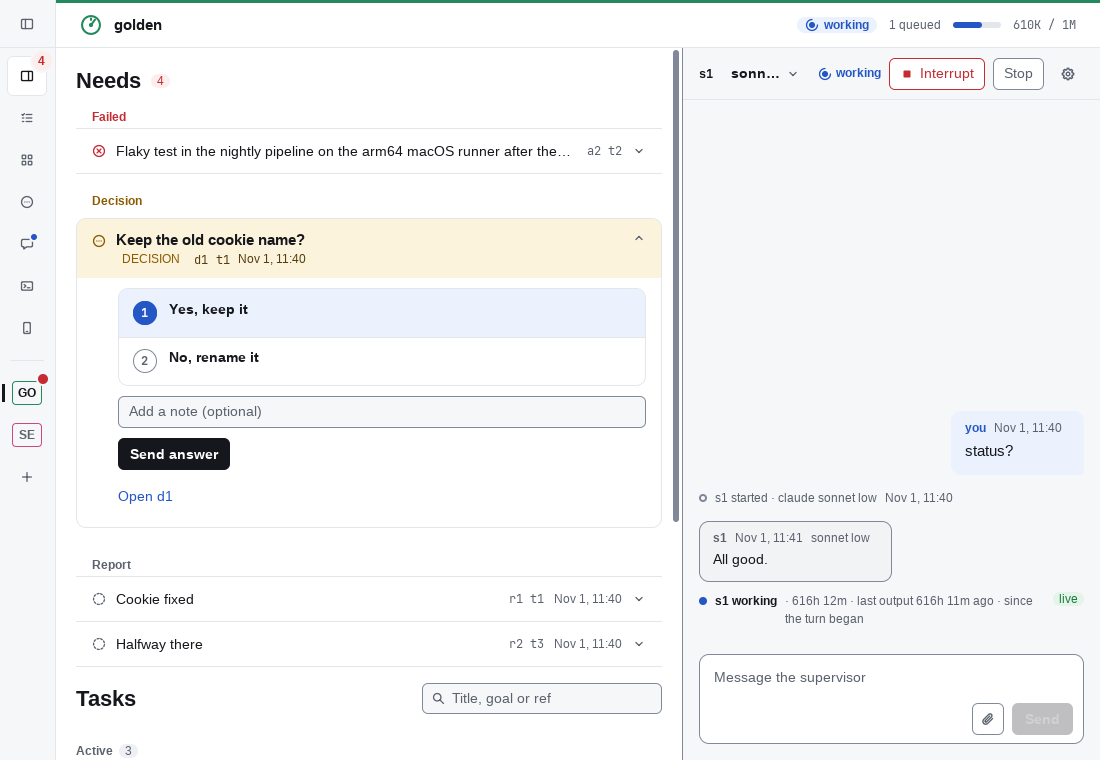 golden
working
1 queued
610K / 1M
4
GO
SE
Needs 4
Failed
Flaky test in the nightly pipeline on the arm64 macOS runner after the… a2 t2
Decision
Keep the old cookie name?
DECISION d1 t1 Nov 1, 11:40
1 Yes, keep it
2 No, rename it
Add a note (optional)
Send answer
Open d1
Report
Cookie fixed r1 t1 Nov 1, 11:40
Halfway there r2 t3 Nov 1, 11:40
Tasks
Title, goal or ref
Active 3
s1 sonn… working Interrupt Stop
you Nov 1, 11:40
status?
s1 started · claude sonnet low Nov 1, 11:40
s1 Nov 1, 11:41 sonnet low
All good.
s1 working · 616h 12m · last output 616h 11m ago · since live
the turn began
Message the supervisor
Send